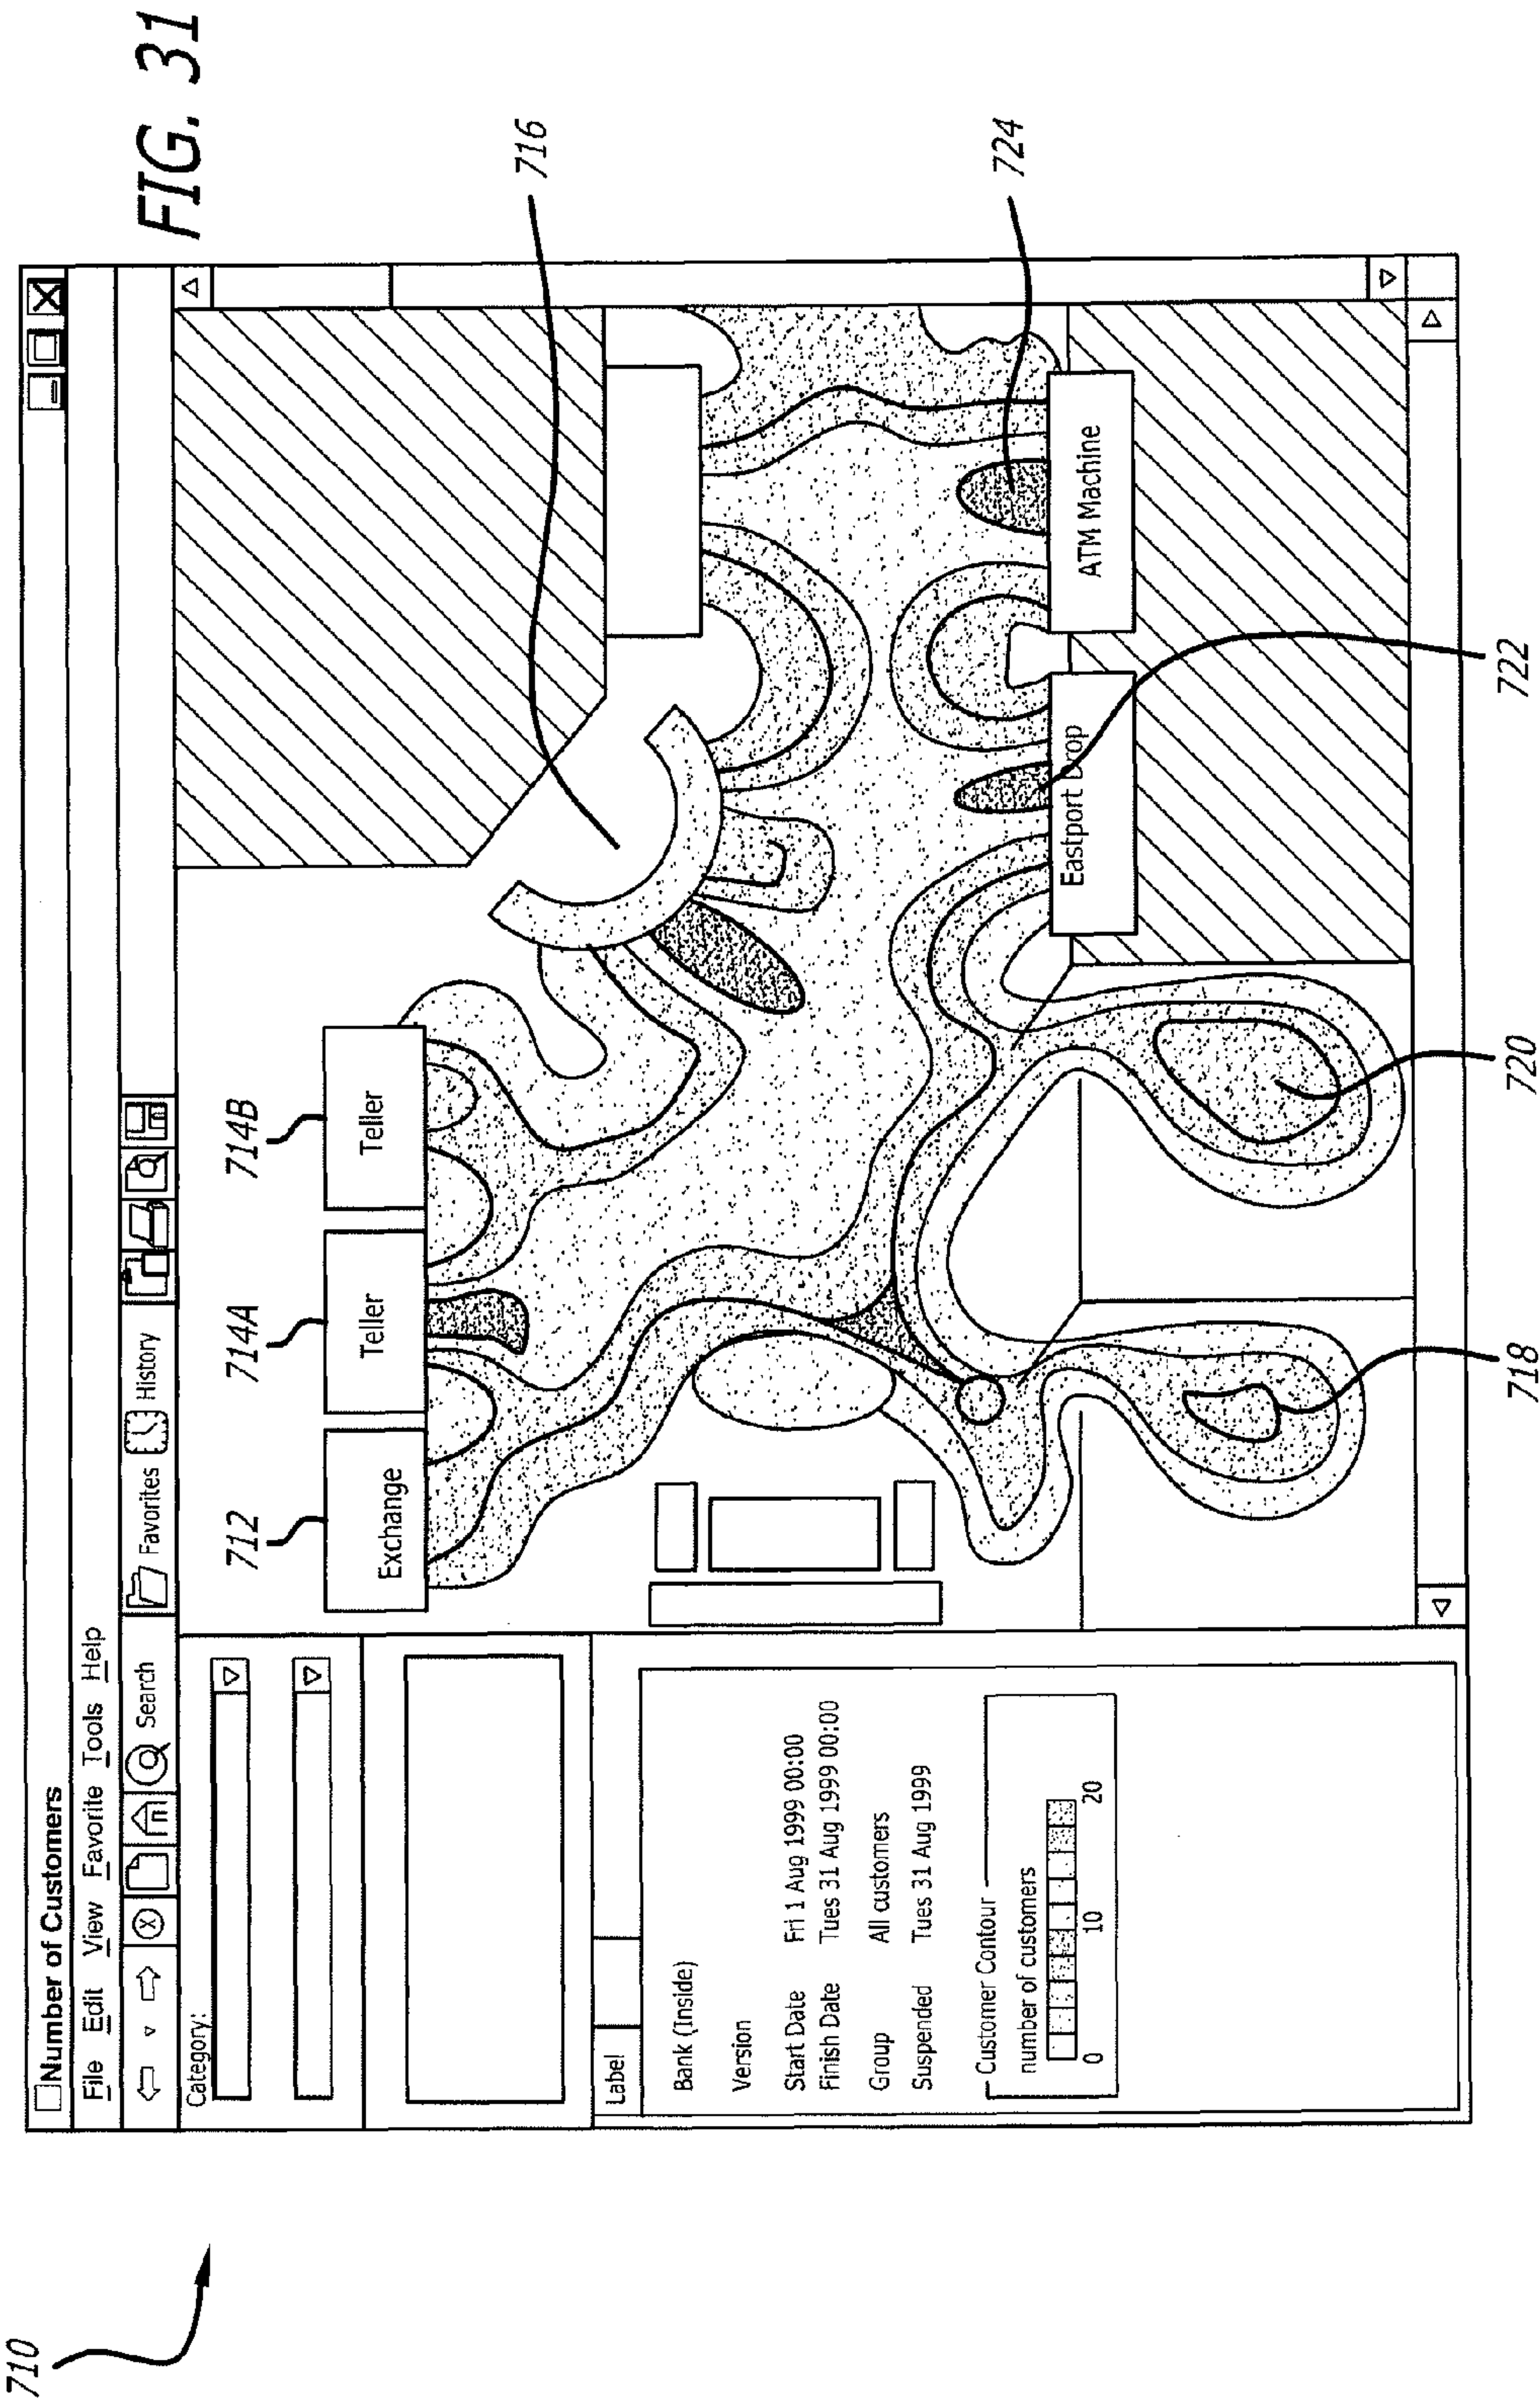 FIG. 31
710
Number of Customers
File Edit View Favorite Tools Help
Search Favorites History
Category:
Label
Bank (Inside)
Version
Start Date Fri 1 Aug 1999 00:00
Finish Date Tues 31 Aug 1999 00:00
Group All customers
Suspended Tues 31 Aug 1999
Customer Contour
number of customers
0 10 20
712
714A
714B
Exchange
Teller
Teller
716
724
Eastport Drop
ATM Machine
718
720
722